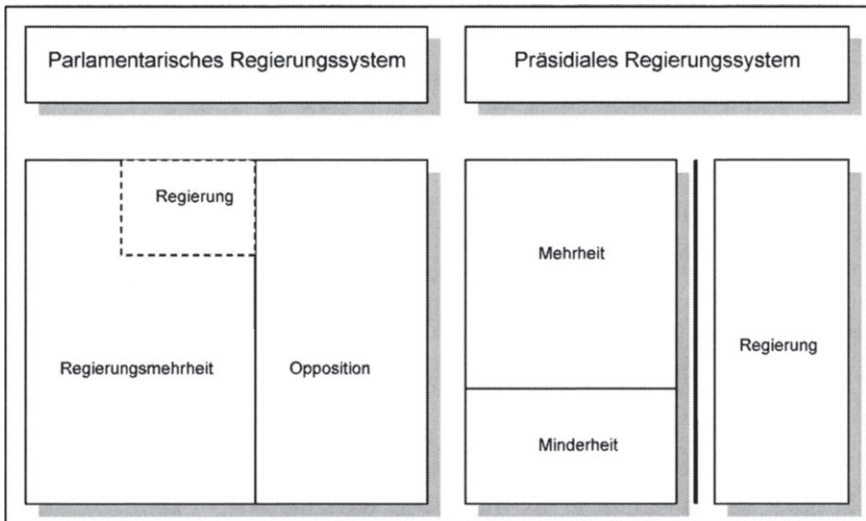 Parlamentarisches Regierungssystem
Präsidiales Regierungssystem
Regierung
Regierungsmehrheit
Opposition
Mehrheit
Minderheit
Regierung